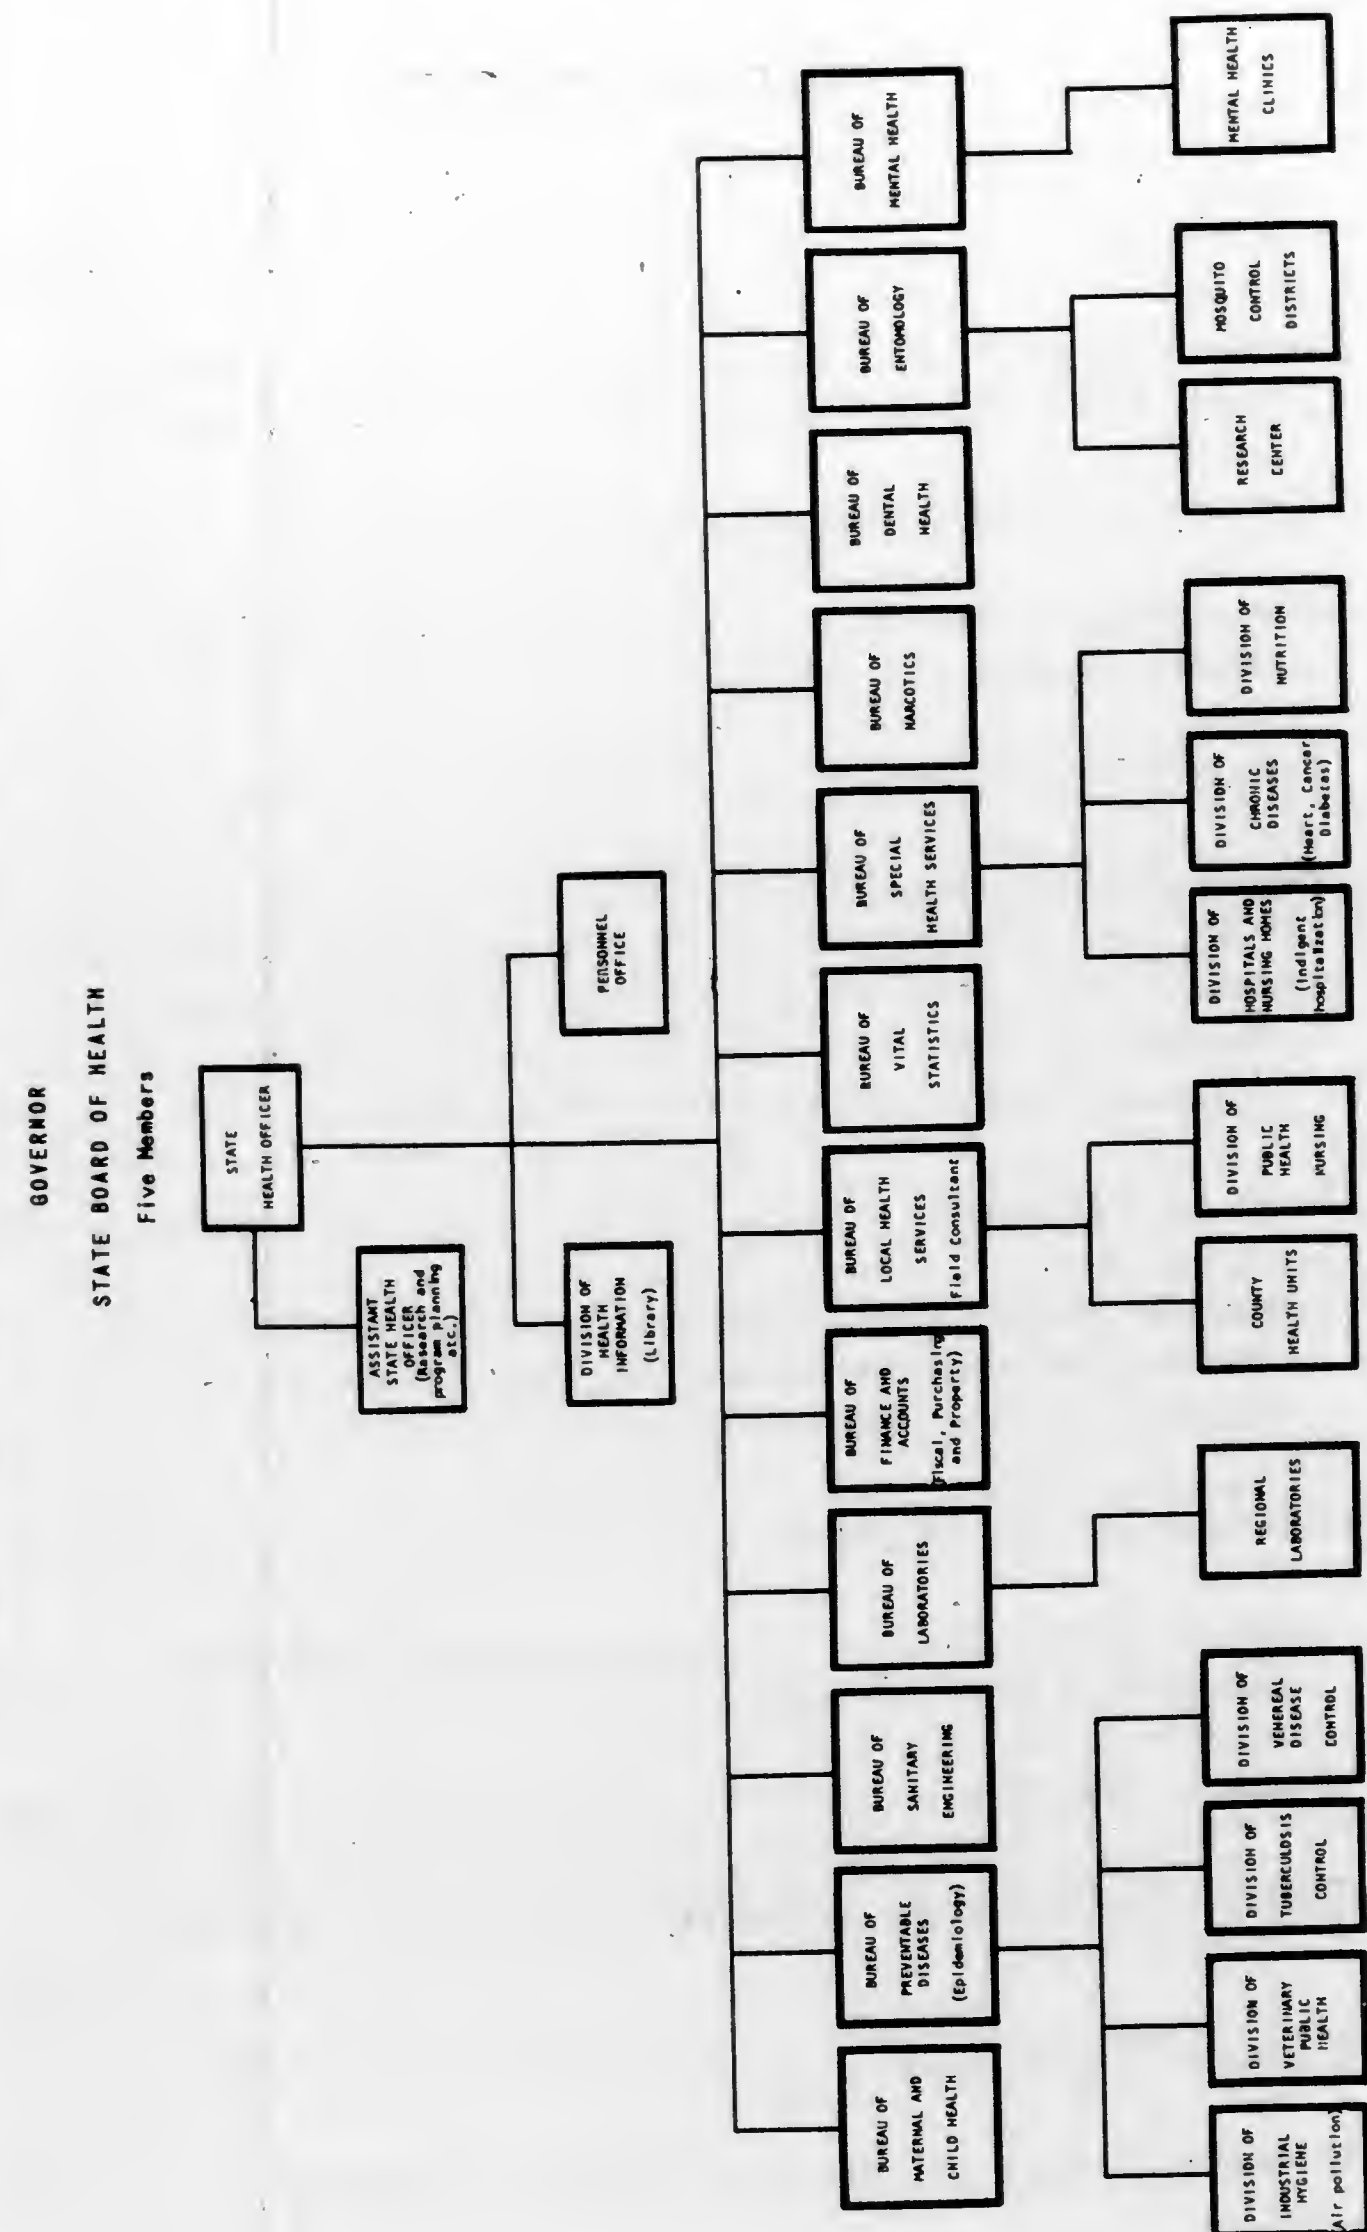 GOVERNOR
STATE BOARD OF HEALTH
Five Members
STATE
HEALTH OFFICER
ASSISTANT
STATE HEALTH
OFFICER
(Research and
program planning
etc.)
DIVISION OF
HEALTH
INFORMATION
(Library)
PERSONNEL
OFFICE
BUREAU OF
MATERNAL AND
CHILD HEALTH
BUREAU OF
PREVENTABLE
DISEASES
(Epidemiology)
BUREAU OF
SANITARY
ENGINEERING
BUREAU OF
LABORATORIES
BUREAU OF
FINANCE AND
ACCOUNTS
(Fiscal, Purchasing
and Property)
BUREAU OF
LOCAL HEALTH
SERVICES
Field Consultant
BUREAU OF
VITAL
STATISTICS
BUREAU OF
SPECIAL
HEALTH SERVICES
BUREAU OF
NARCOTICS
BUREAU OF
DENTAL
HEALTH
BUREAU OF
ENTOMOLOGY
BUREAU OF
MENTAL HEALTH
DIVISION OF
INDUSTRIAL
HYGIENE
(Air pollution)
DIVISION OF
VETERINARY
PUBLIC
HEALTH
DIVISION OF
TUBERCULOSIS
CONTROL
DIVISION OF
VENEREAL
DISEASE
CONTROL
REGIONAL
LABORATORIES
COUNTY
HEALTH UNITS
DIVISION OF
PUBLIC
HEALTH
NURSING
DIVISION OF
HOSPITALS AND
NURSING HOMES
(Indigent
hospitalization)
DIVISION OF
CHRONIC
DISEASES
(Heart, Cancer
Diabetes)
DIVISION OF
NUTRITION
RESEARCH
CENTER
MOSQUITO
CONTROL
DISTRICTS
MENTAL HEALTH
CLINICS